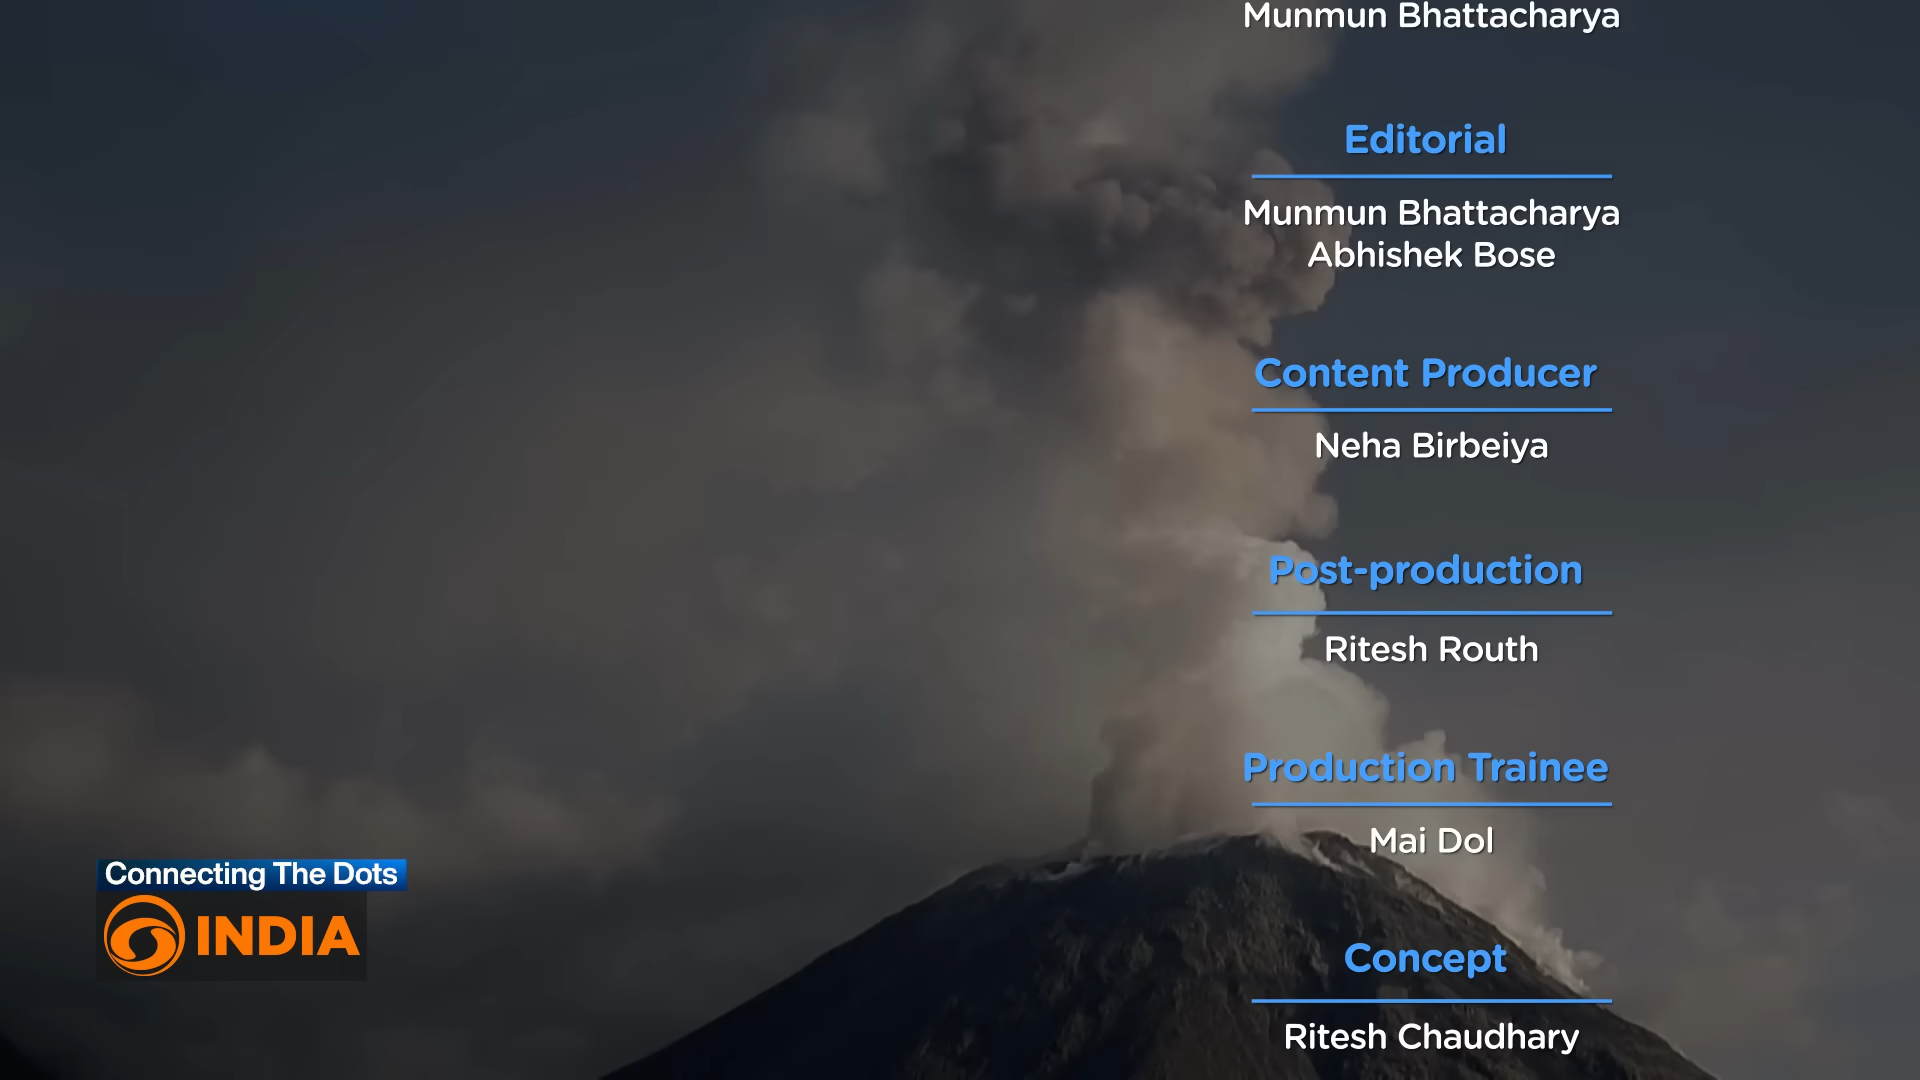 Munmun Bhattacharya
Editorial
Munmun Bhattacharya
Abhishek Bose
Content Producer
Neha Birbeiya
Post-production
Ritesh Routh
Production Trainee
Mai Dol
Concept
Ritesh Chaudhary
Connecting The Dots
INDIA